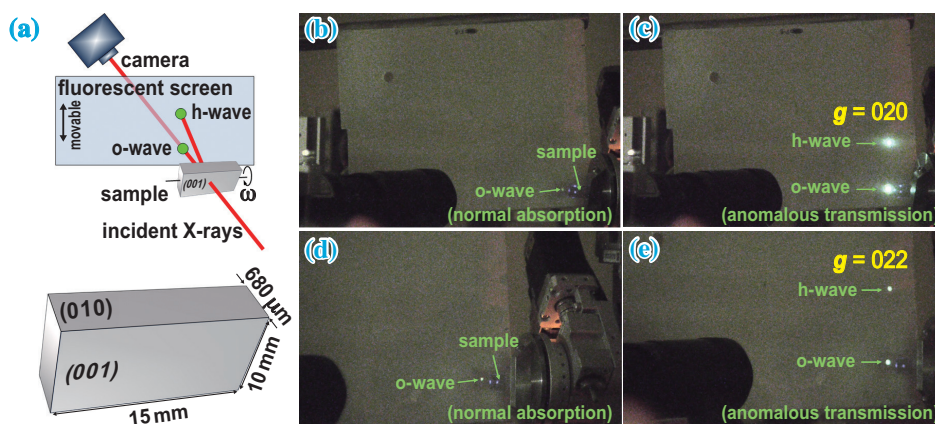 (a)
camera
fluorescent screen
movable
h-wave
o-wave
sample
(001)
ω
incident X-rays
(010)
(001)
680 μm
10 mm
15 mm
(b)
sample
o-wave
(normal absorption)
(c)
g = 020
h-wave
o-wave
(anomalous transmission)
(d)
sample
o-wave
(normal absorption)
(e)
g = 022
h-wave
o-wave
(anomalous transmission)